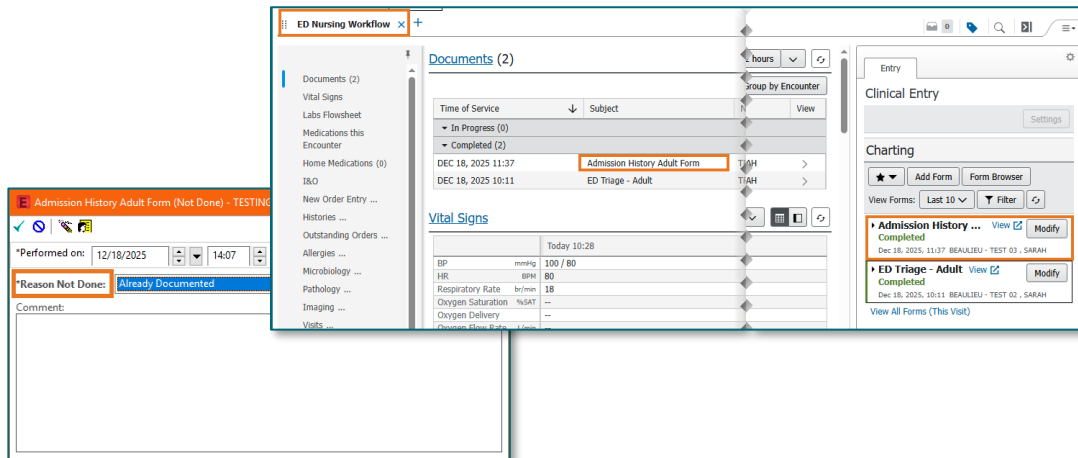 ED Nursing Workflow × +
0
Documents (2)
Vital Signs
Labs Flowsheet
Medications this
Encounter
Home Medications (0)
I&O
New Order Entry ...
Histories ...
Outstanding Orders ...
Allergies ...
Microbiology ...
Pathology ...
Imaging ...
Visits ...
Documents (2)
hours
Group by Encounter
Time of Service Subject View
In Progress (0)
Completed (2)
DEC 18, 2025 11:37 Admission History Adult Form
DEC 18, 2025 10:11 ED Triage - Adult
Vital Signs
Today 10:28
BP mmHg 100 / 80
HR BPM 80
Respiratory Rate br/min 18
Oxygen Saturation %SAT --
Oxygen Delivery --
Oxygen Flow Rate L/min
Entry
Clinical Entry
Settings
Charting
Add Form Form Browser
View Forms: Last 10 Filter
Admission History ... View Modify
Completed
Dec 18, 2025, 11:37 BEAULIEU - TEST 03 , SARAH
ED Triage - Adult View Modify
Completed
Dec 18, 2025, 10:11 BEAULIEU - TEST 02 , SARAH
View All Forms (This Visit)
E Admission History Adult Form (Not Done) - TESTING
*Performed on: 12/18/2025 14:07
*Reason Not Done: Already Documented
Comment: